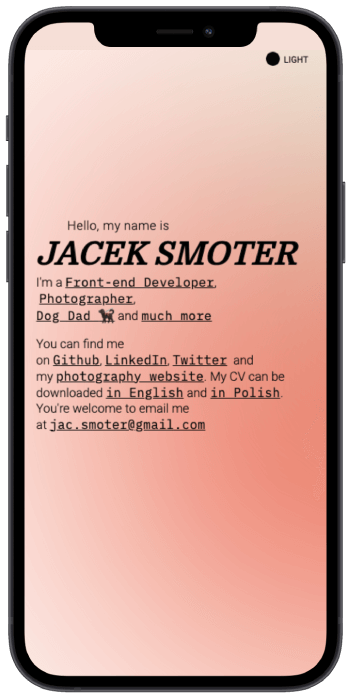 LIGHT
Hello, my name is
JACEK SMOTER
I'm a Front-end Developer,
Photographer,
Dog Dad 🐕‍🦺 and much more
You can find me
on Github, LinkedIn, Twitter and
my photography website. My CV can be
downloaded in English and in Polish.
You're welcome to email me
at jac.smoter@gmail.com